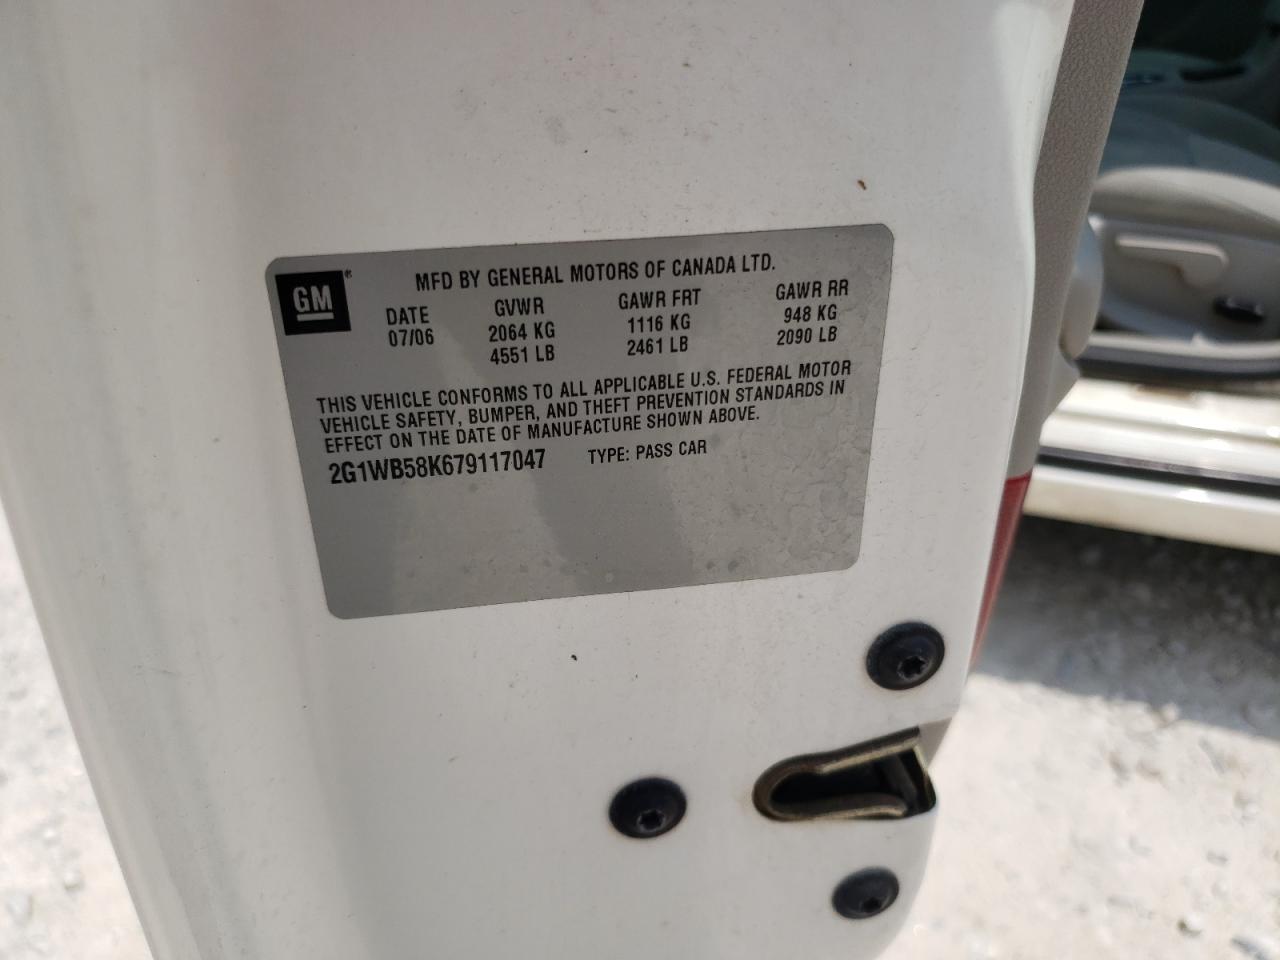 GM®
MFD BY GENERAL MOTORS OF CANADA LTD.
DATE GVWR GAWR FRT GAWR RR
07/06 2064 KG 1116 KG 948 KG
4551 LB 2461 LB 2090 LB
THIS VEHICLE CONFORMS TO ALL APPLICABLE U.S. FEDERAL MOTOR
VEHICLE SAFETY, BUMPER, AND THEFT PREVENTION STANDARDS IN
EFFECT ON THE DATE OF MANUFACTURE SHOWN ABOVE.
2G1WB58K679117047 TYPE: PASS CAR